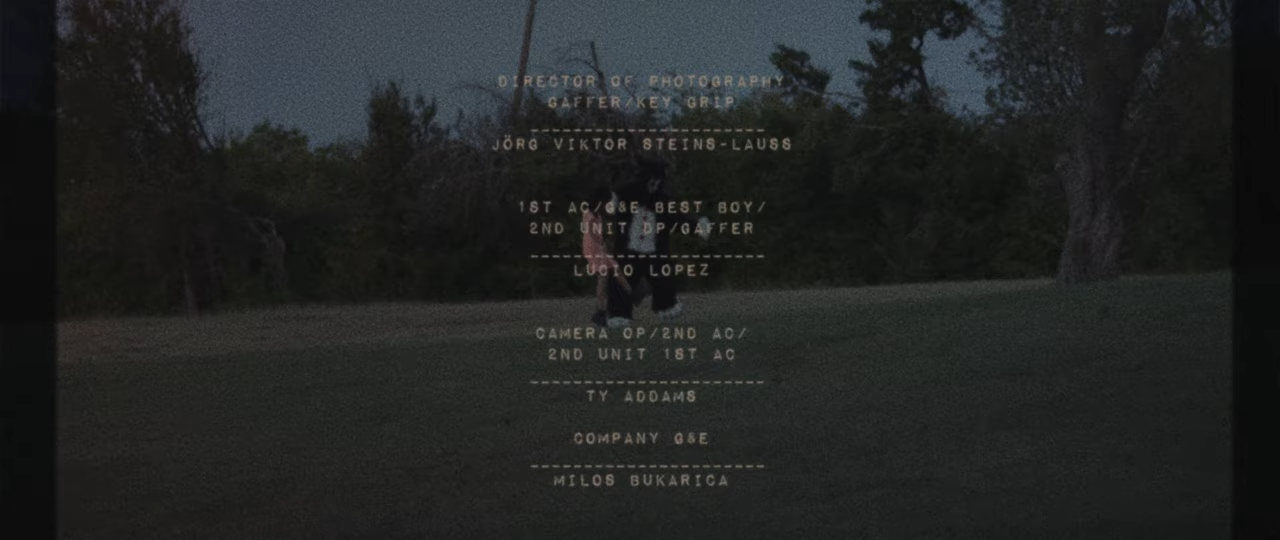 DIRECTOR OF PHOTOGRAPHY
GAFFER/KEY GRIP
JÖRG VIKTOR STEINS-LAUSS
1ST AC/G&E BEST BOY/
2ND UNIT DP/GAFFER
LUCIO LOPEZ
CAMERA OP/2ND AC/
2ND UNIT 1ST AC
TY ADDAMS
COMPANY G&E
MILOS BUKARICA